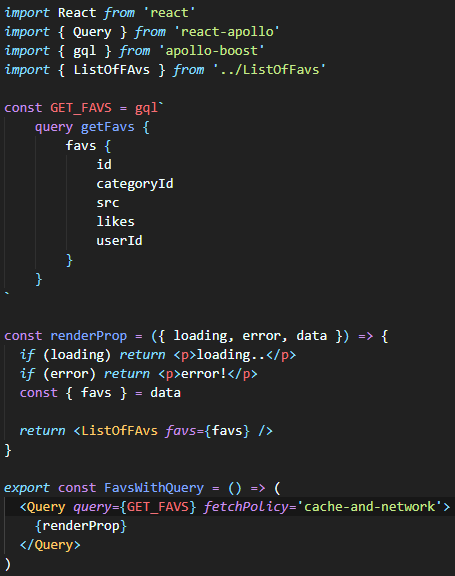 import React from 'react'
import { Query } from 'react-apollo'
import { gql } from 'apollo-boost'
import { ListOfFAvs } from '../ListOfFavs'

const GET_FAVS = gql`
    query getFavs {
        favs {
            id
            categoryId
            src
            likes
            userId
        }
    }
`

const renderProp = ({ loading, error, data }) => {
  if (loading) return <p>loading..</p>
  if (error) return <p>error!</p>
  const { favs } = data

  return <ListOfFAvs favs={favs} />
}

export const FavsWithQuery = () => (
  <Query query={GET_FAVS} fetchPolicy='cache-and-network'>
    {renderProp}
  </Query>
)